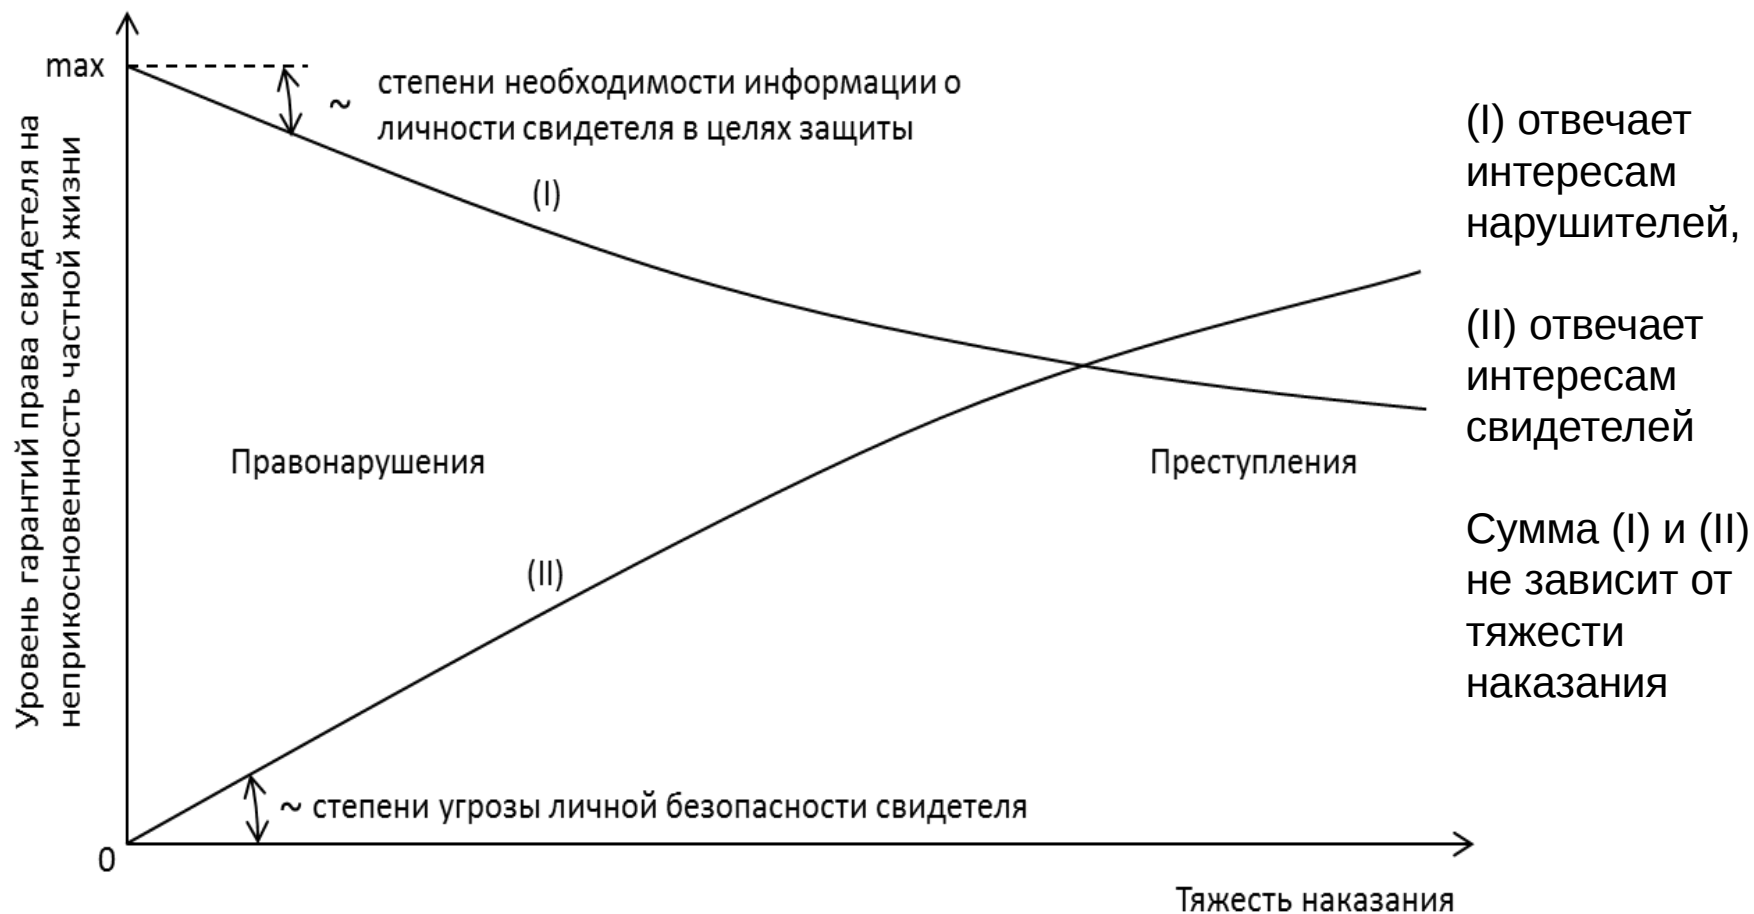 max
степени необходимости информации о
~
личности свидетеля в целях защиты
Уровень гарантий права свидетеля на
неприкосновенность частной жизни
(I)
(II)
Правонарушения
Преступления
~ степени угрозы личной безопасности свидетеля
0
Тяжесть наказания
(I) отвечает
интересам
нарушителей,
(II) отвечает
интересам
свидетелей
Сумма (I) и (II)
не зависит от
тяжести
наказания